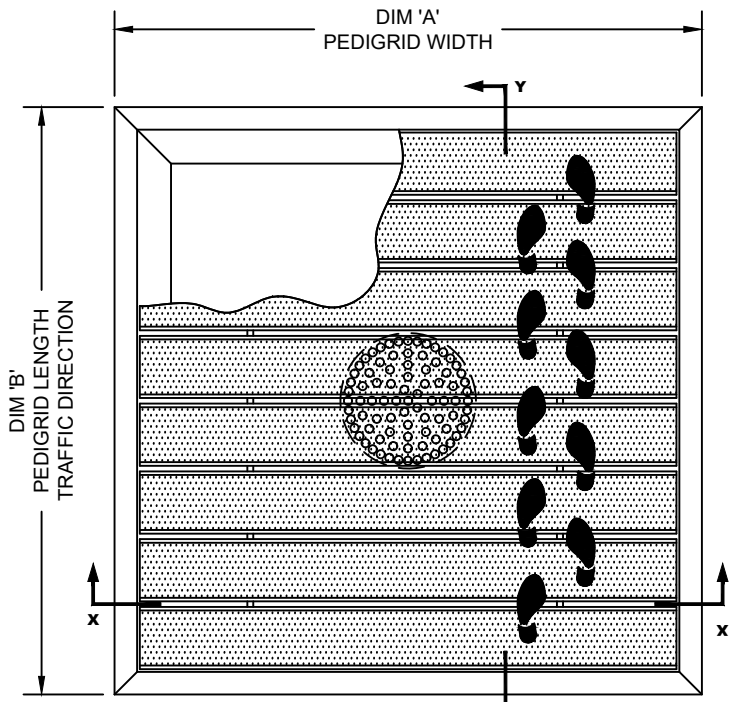 DIM 'A'
PEDIGRID WIDTH
Y
DIM 'B'
PEDIGRID LENGTH
TRAFFIC DIRECTION
X
X